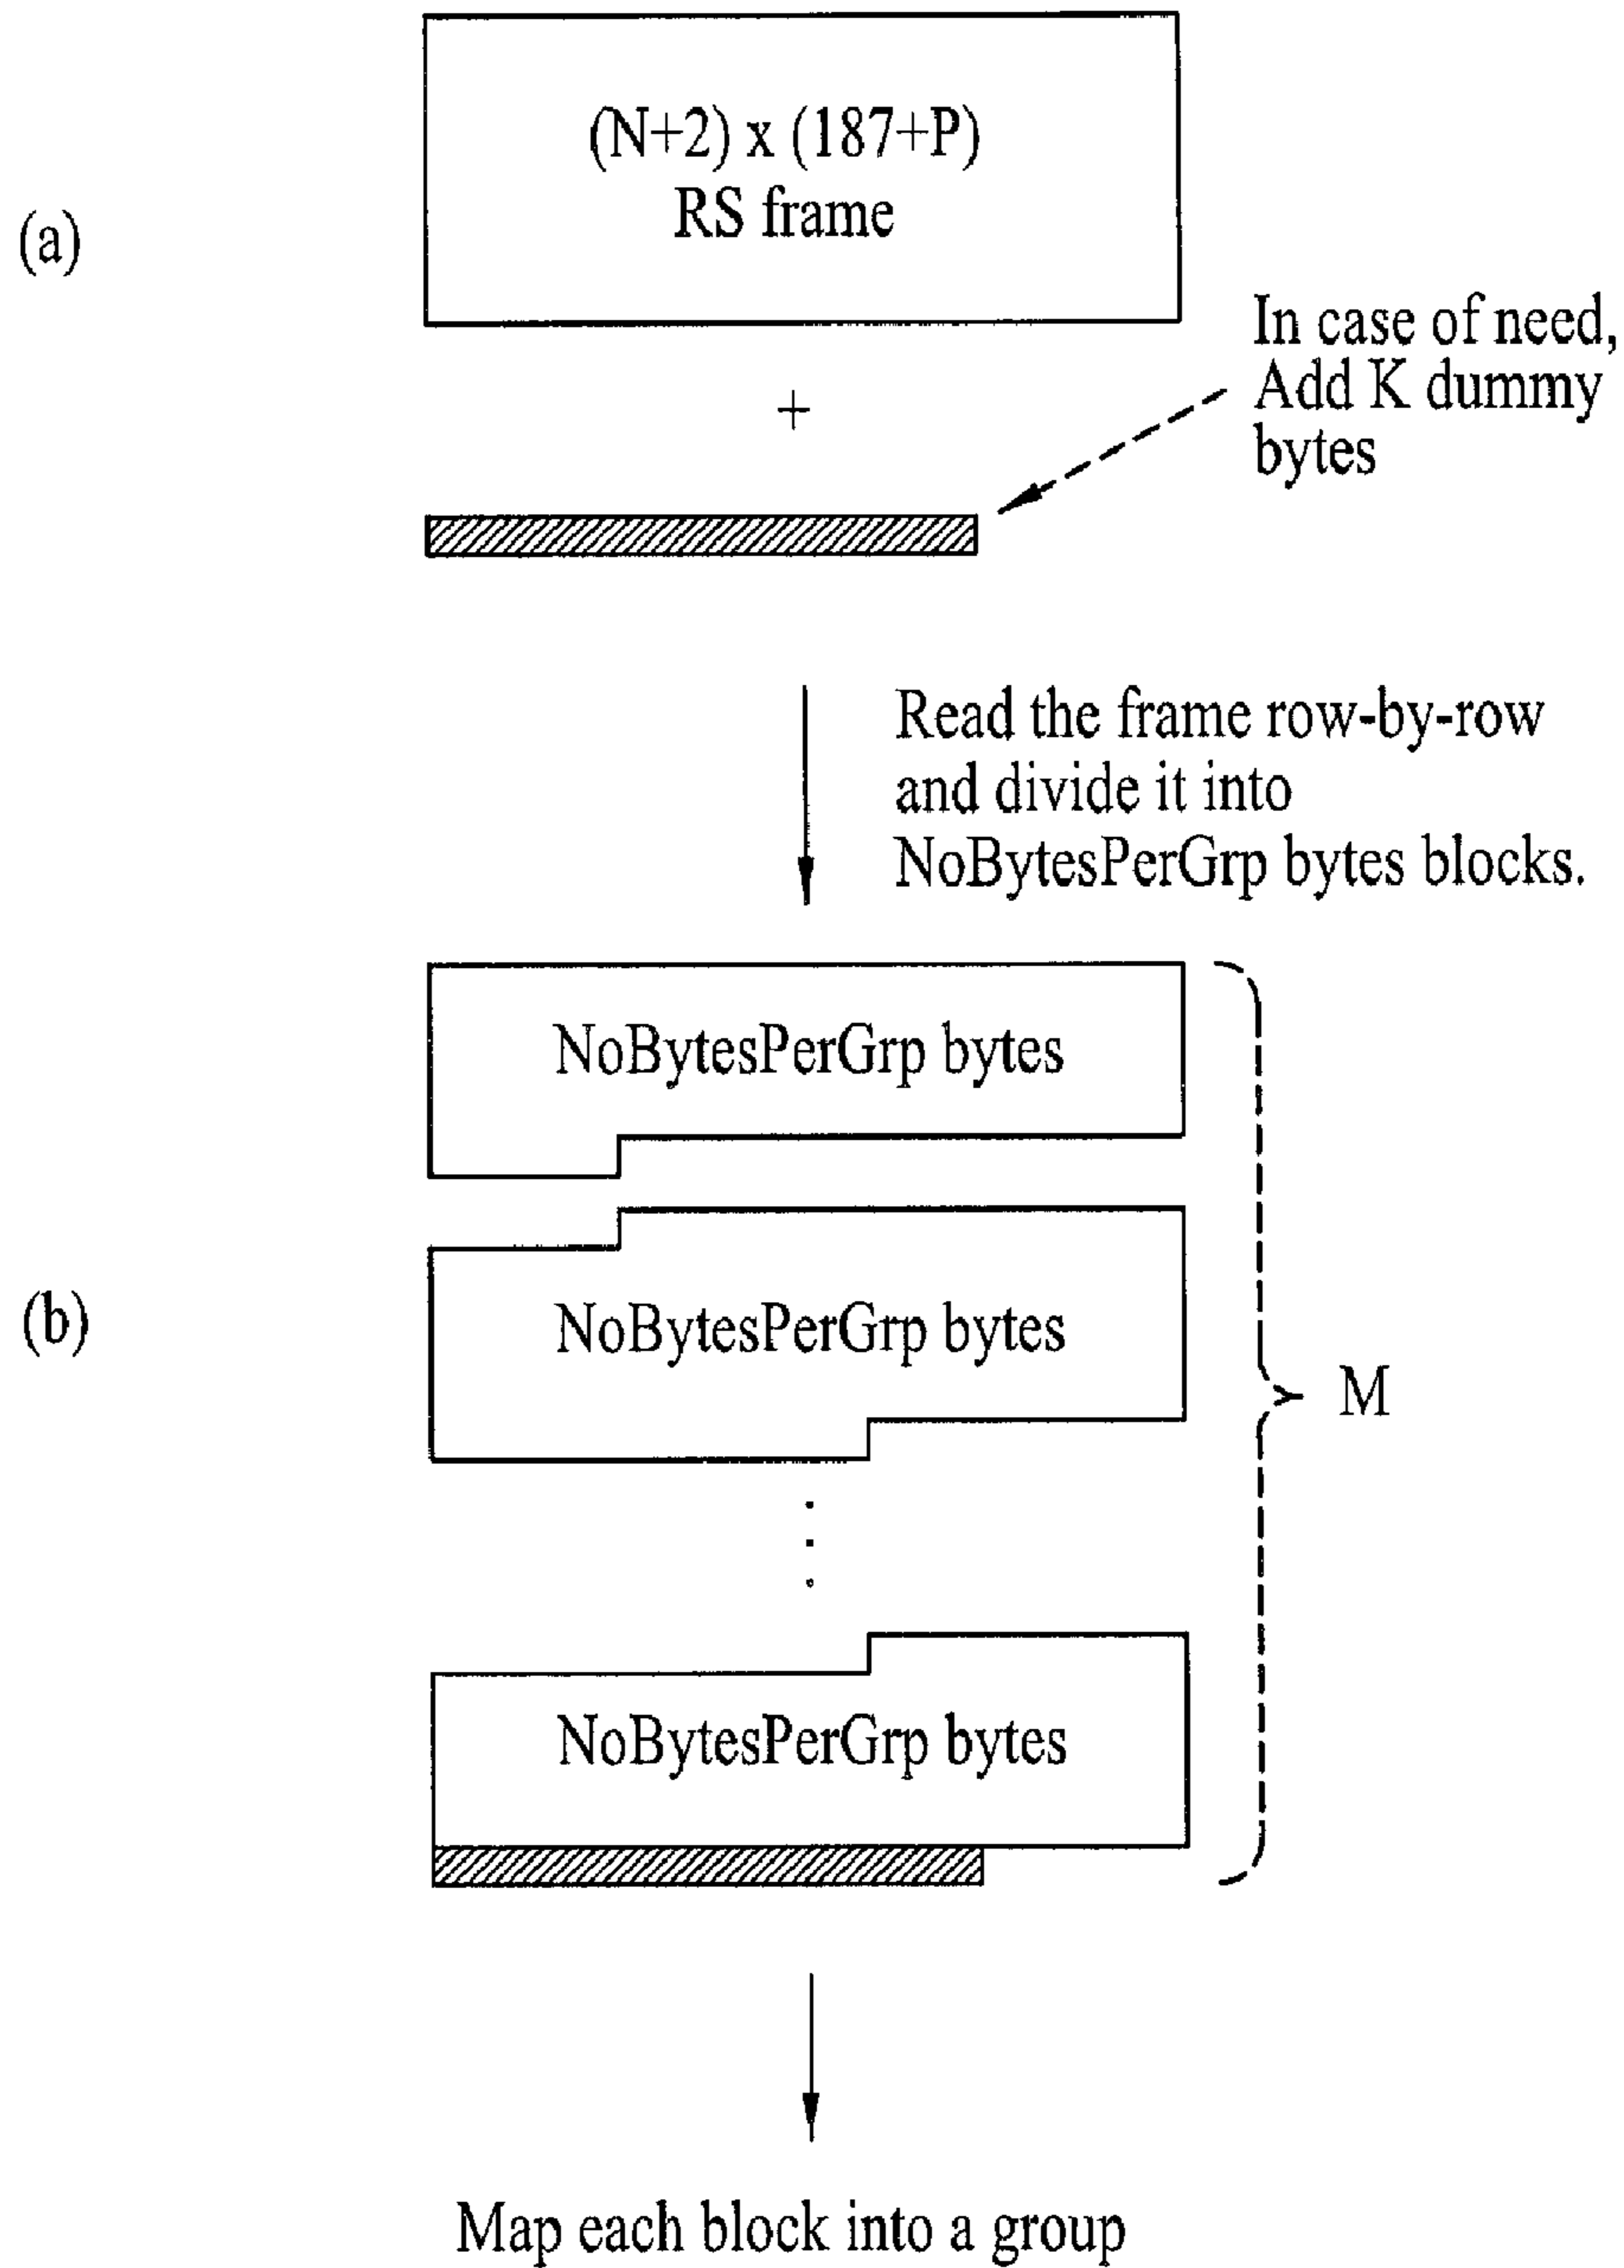 (a)
(N+2) x (187+P)
RS frame
In case of need,
Add K dummy
bytes
+
Read the frame row-by-row
and divide it into
NoBytesPerGrp bytes blocks.
(b)
NoBytesPerGrp bytes
NoBytesPerGrp bytes
M
NoBytesPerGrp bytes
Map each block into a group